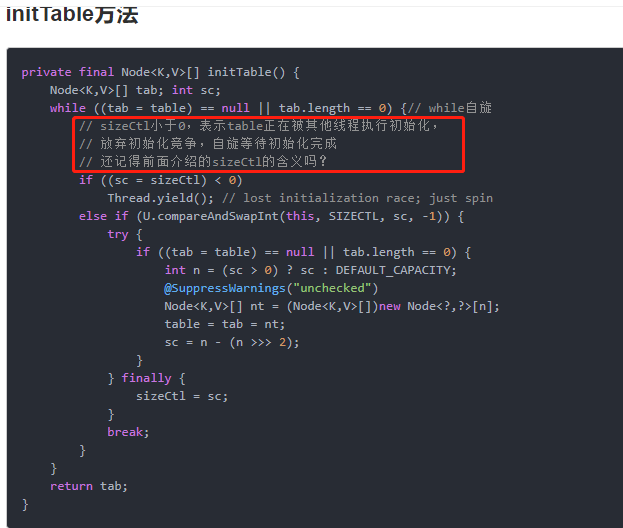 initTable方法
private final Node<K,V>[] initTable() {
    Node<K,V>[] tab; int sc;
    while ((tab = table) == null || tab.length == 0) {// while自旋
        // sizeCtl小于0，表示table正在被其他线程执行初始化，
        // 放弃初始化竞争，自旋等待初始化完成
        // 还记得前面介绍的sizeCtl的含义吗？
        if ((sc = sizeCtl) < 0)
            Thread.yield(); // lost initialization race; just spin
        else if (U.compareAndSwapInt(this, SIZECTL, sc, -1)) {
            try {
                if ((tab = table) == null || tab.length == 0) {
                    int n = (sc > 0) ? sc : DEFAULT_CAPACITY;
                    @SuppressWarnings("unchecked")
                    Node<K,V>[] nt = (Node<K,V>[])new Node<?,?>[n];
                    table = tab = nt;
                    sc = n - (n >>> 2);
                }
            } finally {
                sizeCtl = sc;
            }
            break;
        }
    }
    return tab;
}